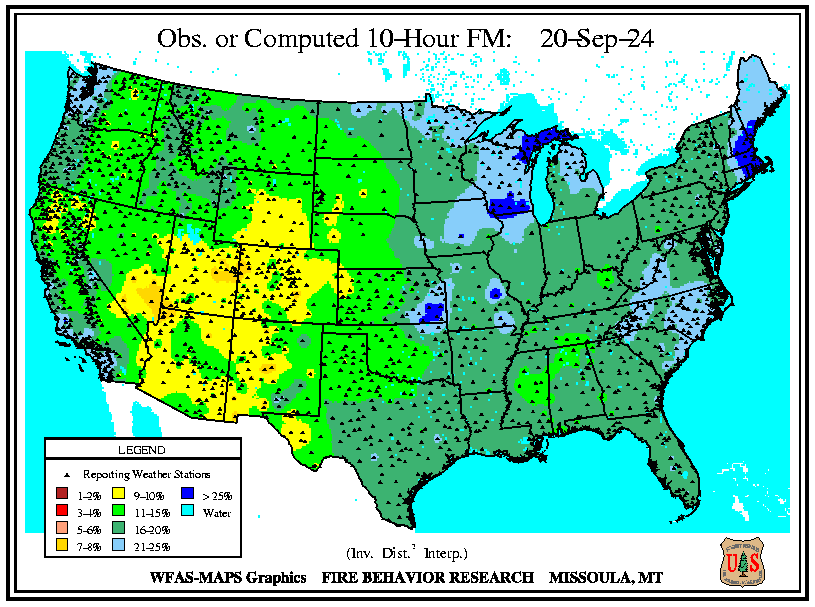 Obs. or Computed 10-Hour FM: 20-Sep-24
LEGEND
Reporting Weather Stations
1-2% 9-10% > 25%
3-4% 11-15% Water
5-6% 16-20%
7-8% 21-25%
(Inv. Dist.² Interp.)
WFAS-MAPS Graphics FIRE BEHAVIOR RESEARCH MISSOULA, MT
U S